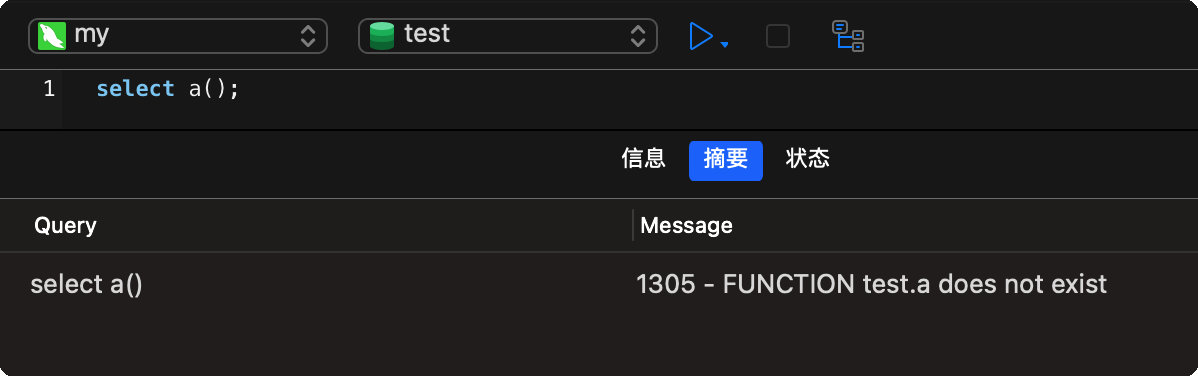 my test
1 select a();
信息 摘要 状态
Query Message
select a() 1305 - FUNCTION test.a does not exist